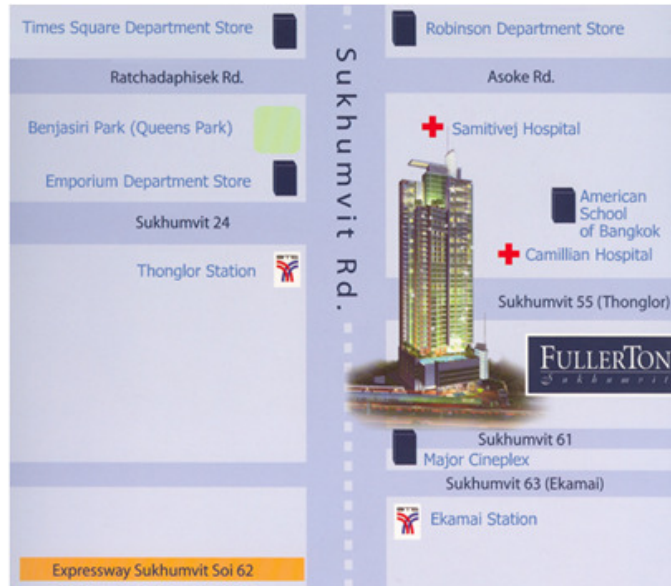 Times Square Department Store
Robinson Department Store
Ratchadaphisek Rd.
Asoke Rd.
Sukhumvit Rd.
Benjasiri Park (Queens Park)
Samitivej Hospital
Emporium Department Store
American
School
of Bangkok
Sukhumvit 24
Camillian Hospital
Thonglor Station
BTS
Sukhumvit 55 (Thonglor)
FULLERTON
Sukhumvit
Sukhumvit 61
Major Cineplex
Sukhumvit 63 (Ekamai)
BTS
Ekamai Station
Expressway Sukhumvit Soi 62